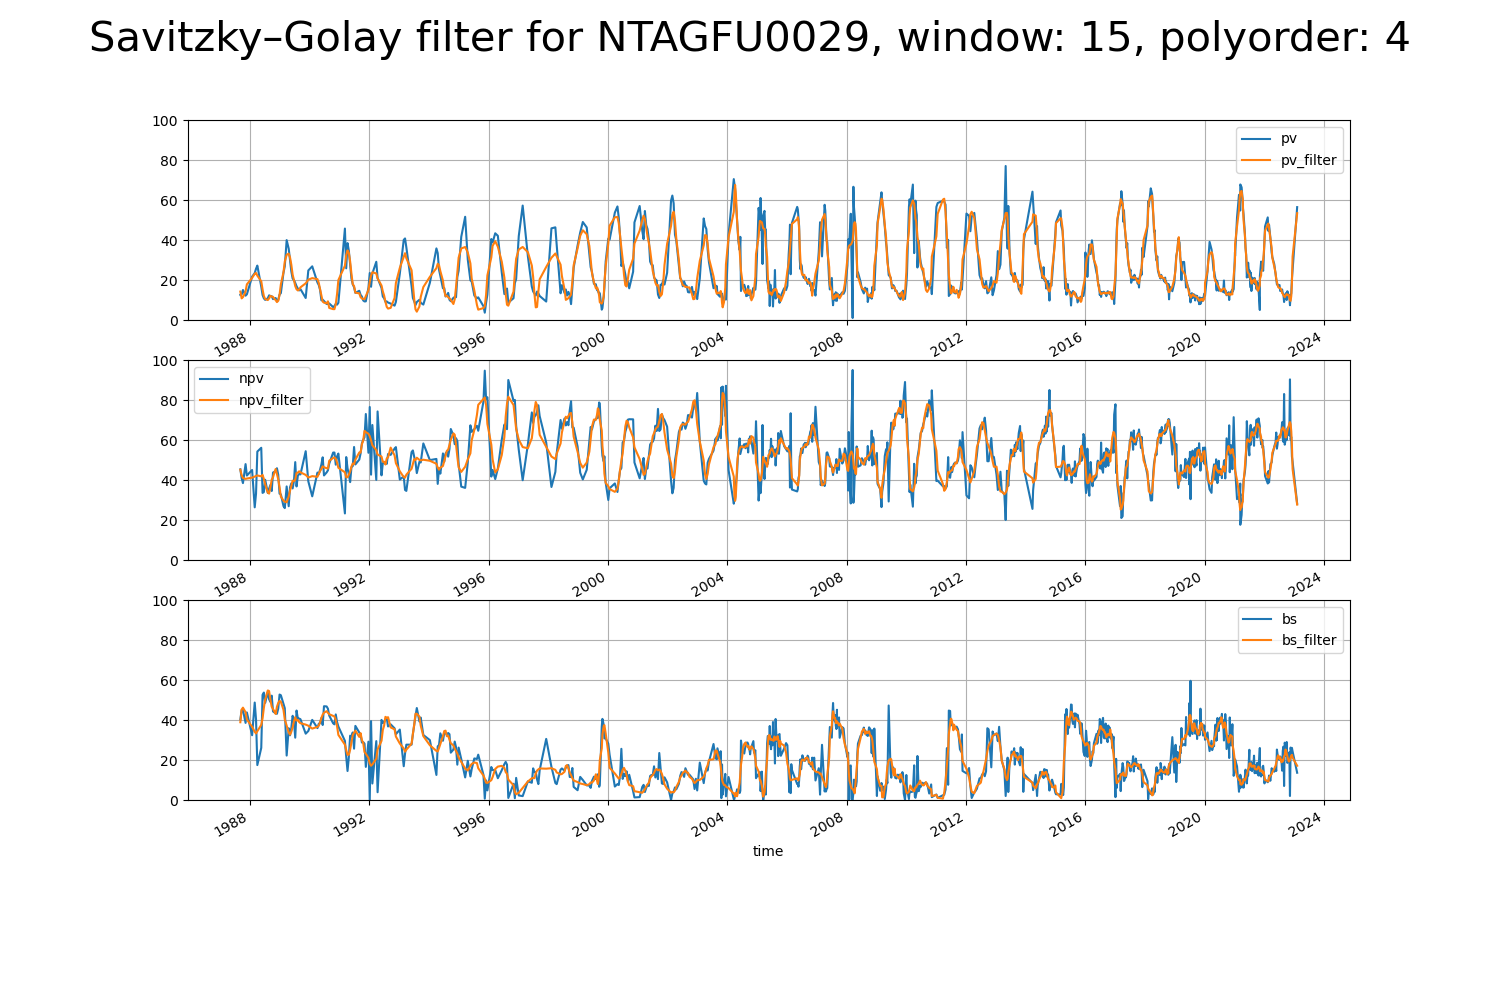 Savitzky–Golay filter for NTAGFU0029, window: 15, polyorder: 4
100
80
60
40
20
0
pv
pv_filter
1988 1992 1996 2000 2004 2008 2012 2016 2020 2024
100
80
60
40
20
0
npv
npv_filter
1988 1992 1996 2000 2004 2008 2012 2016 2020 2024
100
80
60
40
20
0
bs
bs_filter
1988 1992 1996 2000 2004 2008 2012 2016 2020 2024
time